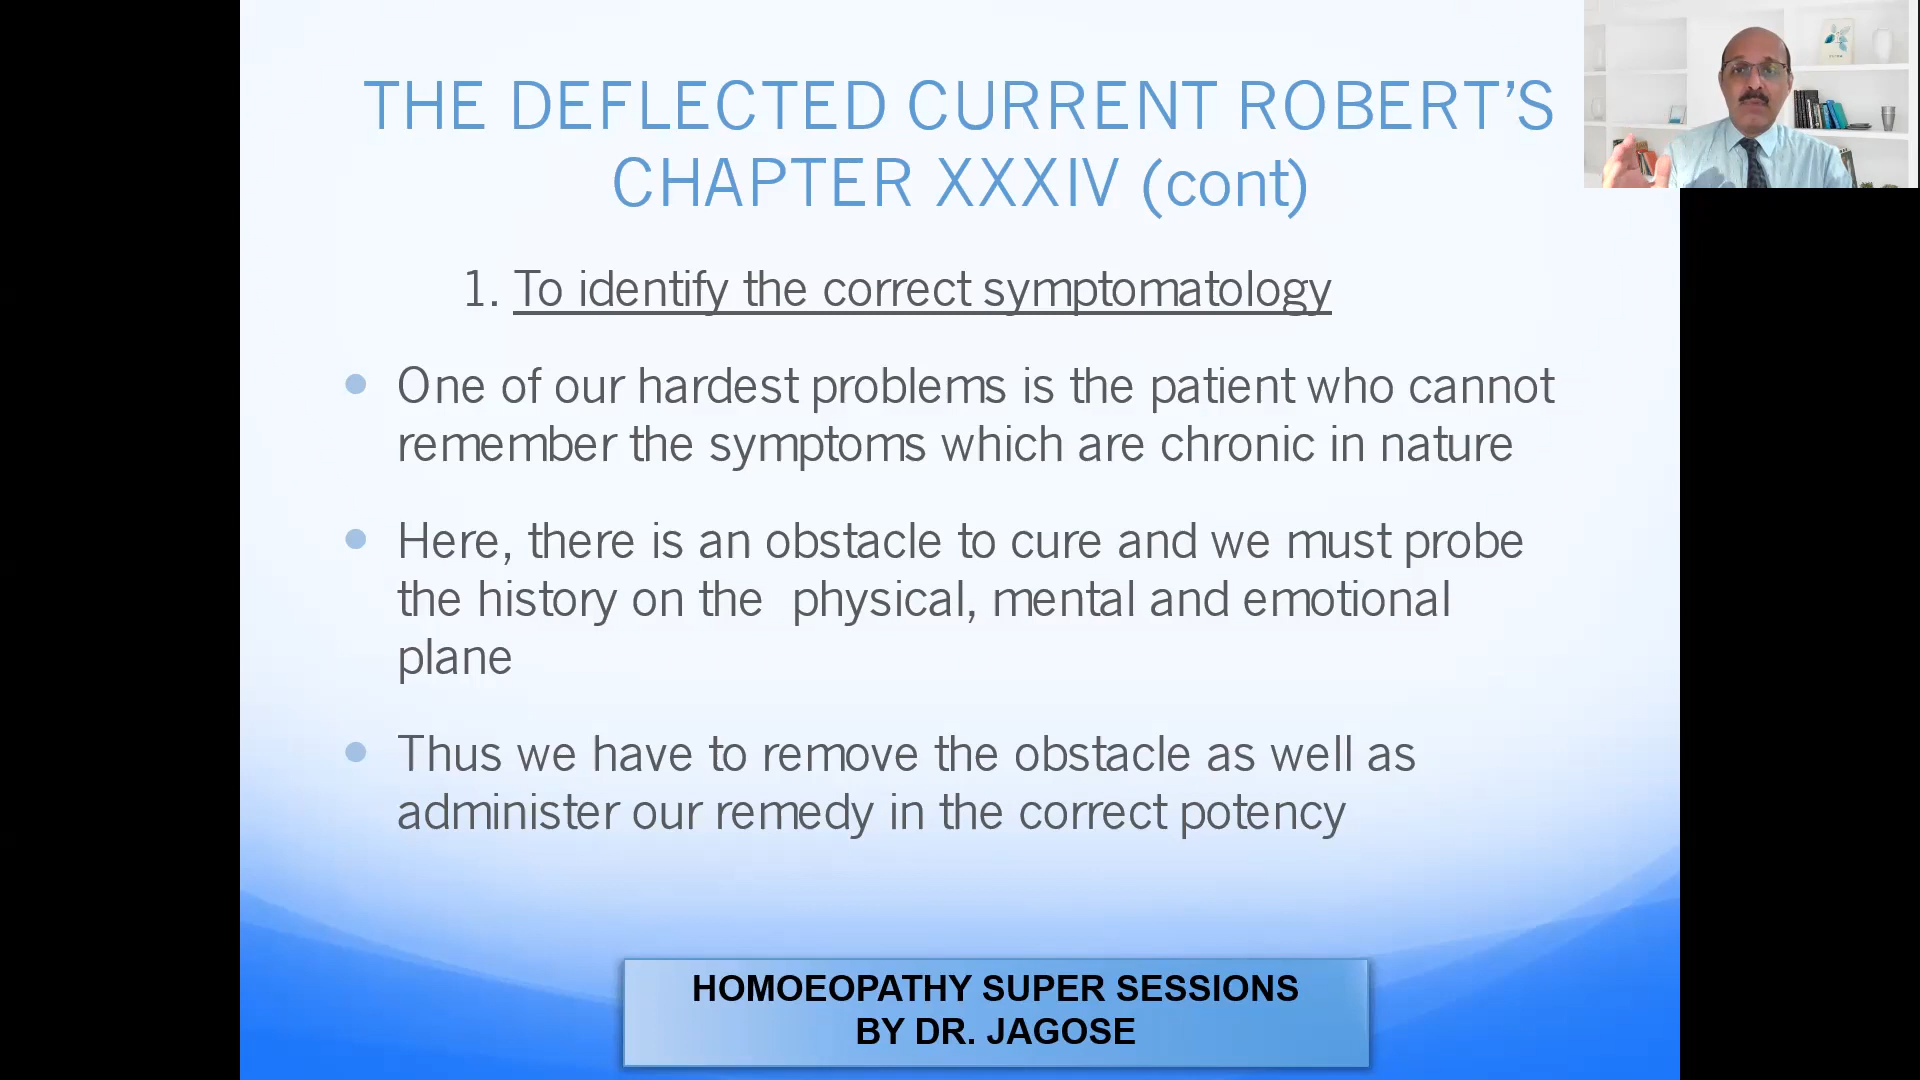 THE DEFLECTED CURRENT ROBERT’S
CHAPTER XXXIV (cont)
1. To identify the correct symptomatology
• One of our hardest problems is the patient who cannot
remember the symptoms which are chronic in nature
• Here, there is an obstacle to cure and we must probe
the history on the  physical, mental and emotional
plane
• Thus we have to remove the obstacle as well as
administer our remedy in the correct potency
HOMOEOPATHY SUPER SESSIONS
BY DR. JAGOSE